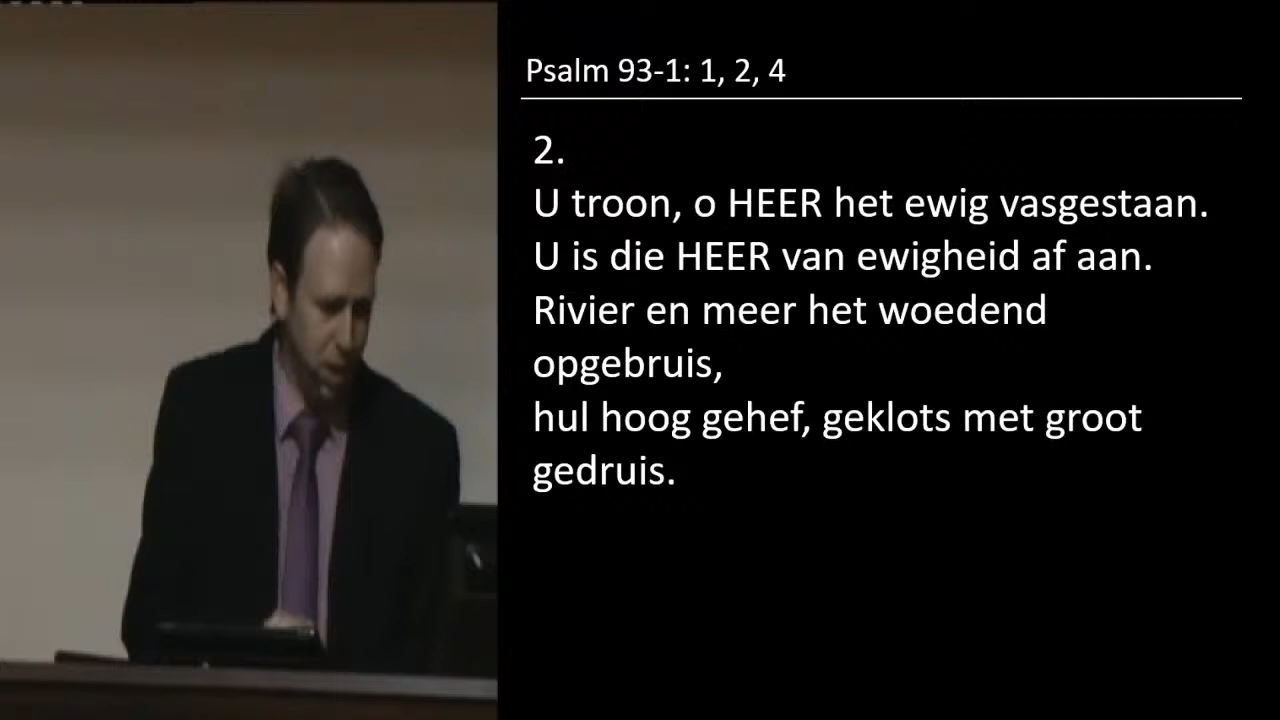 Psalm 93-1: 1, 2, 4
2.
U troon, o HEER het ewig vasgestaan.
U is die HEER van ewigheid af aan.
Rivier en meer het woedend
opgebruis,
hul hoog gehef, geklots met groot
gedruis.